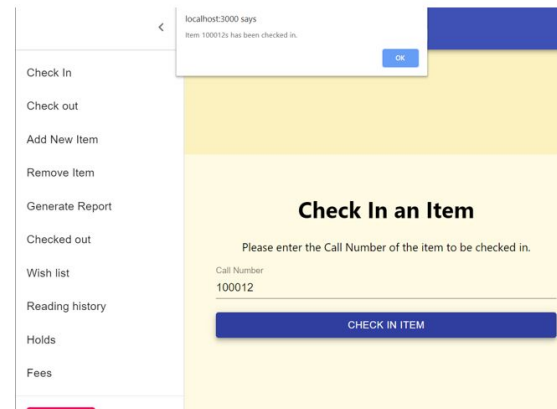 localhost:3000 says
Item 100012s has been checked in.
OK
Check In
Check out
Add New Item
Remove Item
Generate Report
Checked out
Wish list
Reading history
Holds
Fees
Check In an Item
Please enter the Call Number of the item to be checked in.
Call Number
100012
CHECK IN ITEM